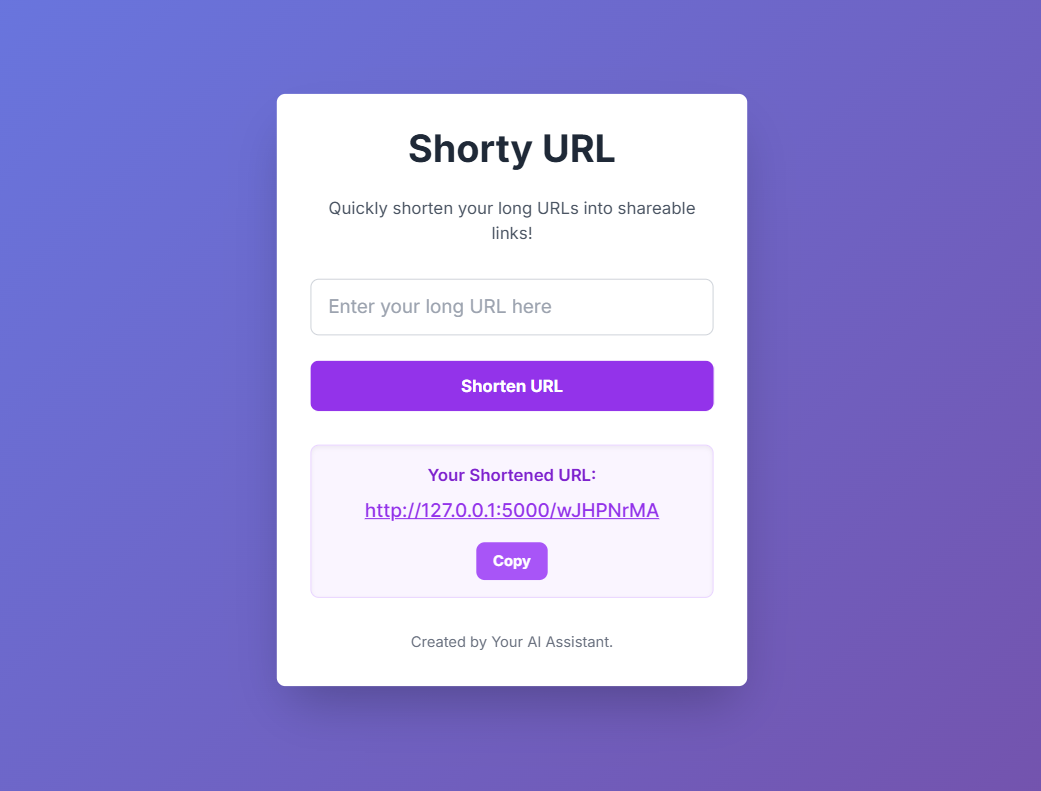 Shorty URL
Quickly shorten your long URLs into shareable
links!
Enter your long URL here
Shorten URL
Your Shortened URL:
http://127.0.0.1:5000/wJHPNrMA
Copy
Created by Your AI Assistant.